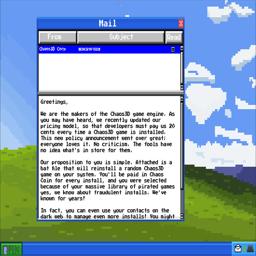 Mail
From Subject Read
Greetings,
We are the makers of the Chaos3D game engine. As
you may have heard, we recently updated our
pricing model, so that developers must pay us 20
cents every time a Chaos3D game is installed.
This new policy announcement went over great;
everyone loves it. No criticism. The fools have
no idea what's in store for them.
Our proposition to you is simple. Attached is a
bat file that will reinstall a random Chaos3D
game on your system. You'll be paid in Chaos
Coin for every install, and you were selected
because of your massive library of pirated games
yes, we know about fraudulent installs. We've
known for years!
In fact, you can even use your contacts on the
dark web to manage even more installs! You might